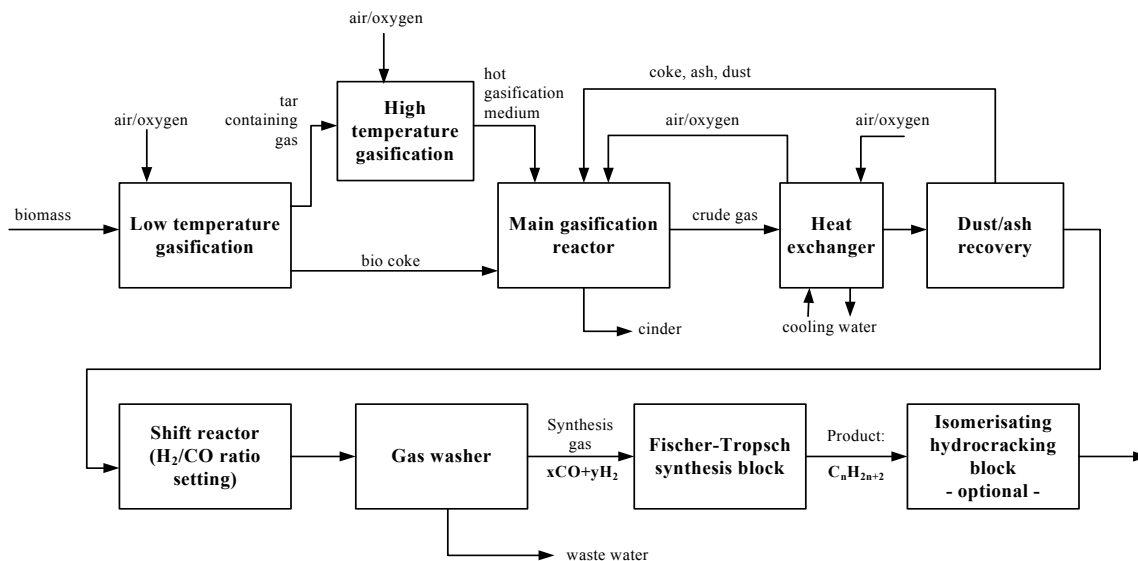 air/oxygen
tar
containing
gas
air/oxygen
High
temperature
gasification
hot
gasification
medium
coke, ash, dust
air/oxygen
air/oxygen
biomass
Low temperature
gasification
bio coke
Main gasification
reactor
crude gas
Heat
exchanger
Dust/ash
recovery
cinder
cooling water
Shift reactor
(H₂/CO ratio
setting)
Gas washer
Synthesis
gas
xCO+yH₂
Fischer-Tropsch
synthesis block
Product:
CₙH₂ₙ₊₂
Isomerisating
hydrocracking
block
- optional -
waste water